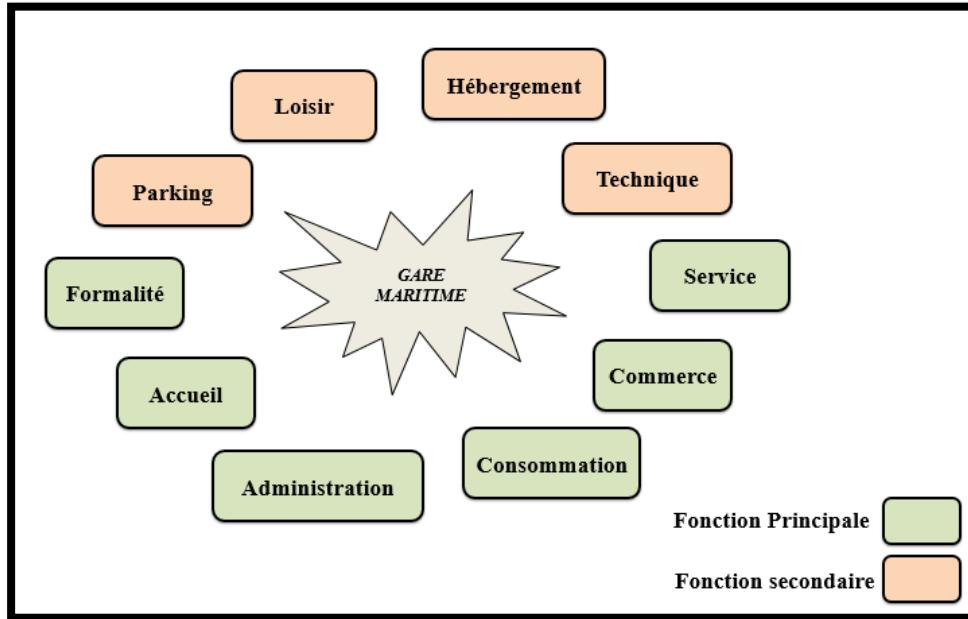 Hébergement
Loisir
Technique
Parking
Service
Formalité
GARE
MARITIME
Commerce
Accueil
Consommation
Administration
Fonction Principale
Fonction secondaire